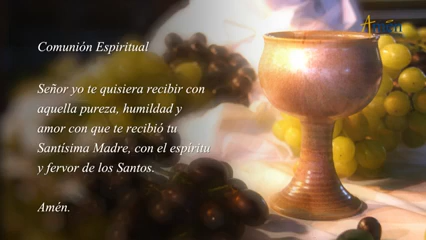 Comunión Espiritual
Señor yo te quisiera recibir con
aquella pureza, humildad y
amor con que te recibió tu
Santísima Madre, con el espíritu
y fervor de los Santos.
Amén.